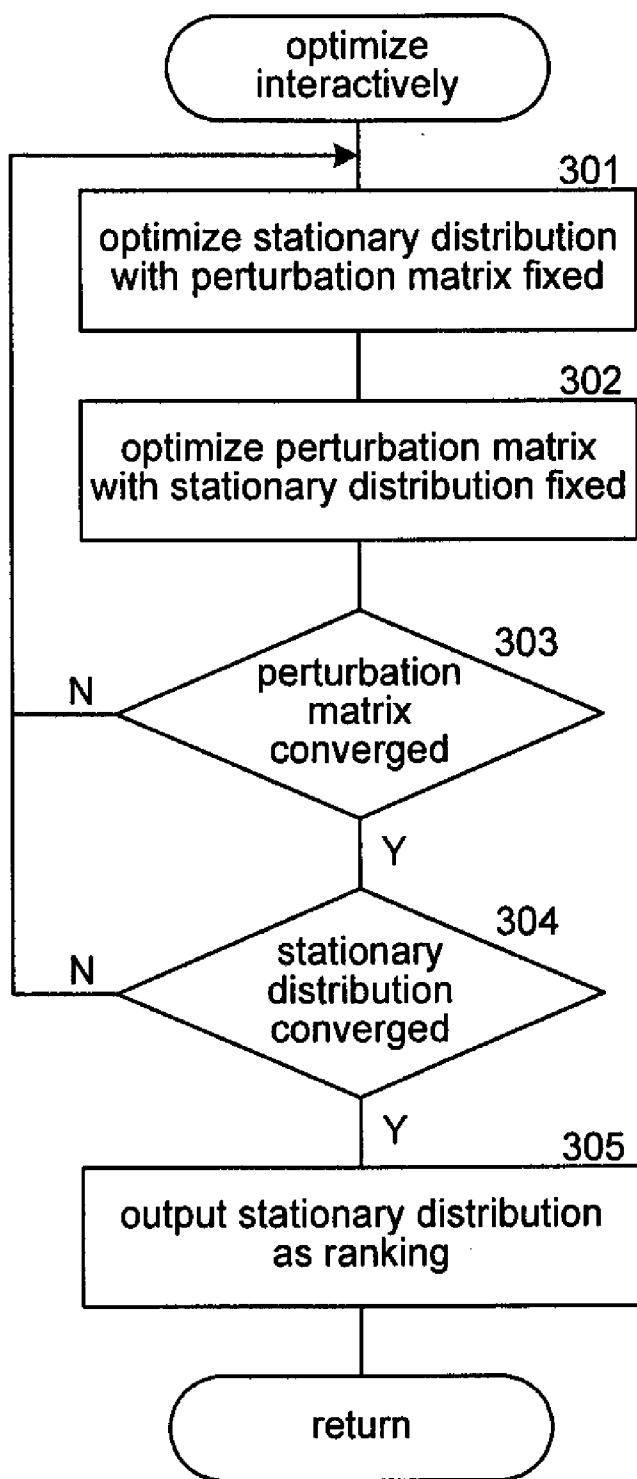 optimize
interactively
301
optimize stationary distribution
with perturbation matrix fixed
302
optimize perturbation matrix
with stationary distribution fixed
303
perturbation
matrix
converged
N
Y
304
stationary
distribution
converged
N
Y
305
output stationary distribution
as ranking
return